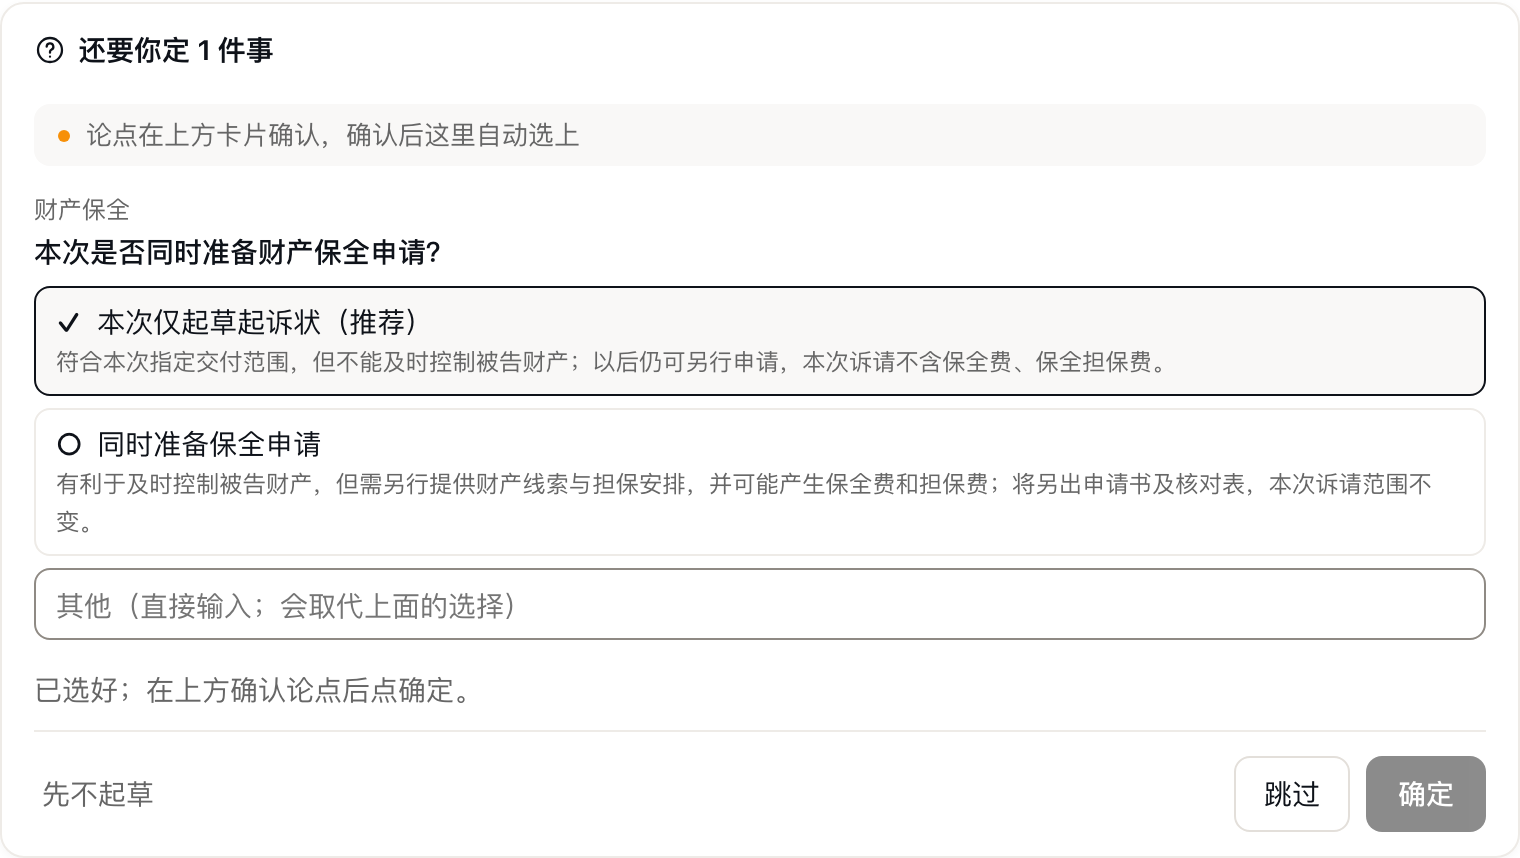 还要你定 1 件事
论点在上方卡片确认，确认后这里自动选上
财产保全
本次是否同时准备财产保全申请?
本次仅起草起诉状（推荐）
符合本次指定交付范围，但不能及时控制被告财产；以后仍可另行申请，本次诉请不含保全费、保全担保费。
同时准备保全申请
有利于及时控制被告财产，但需另行提供财产线索与担保安排，并可能产生保全费和担保费；将另出申请书及核对表，本次诉请范围不
变。
其他（直接输入；会取代上面的选择）
已选好；在上方确认论点后点确定。
先不起草
跳过
确定